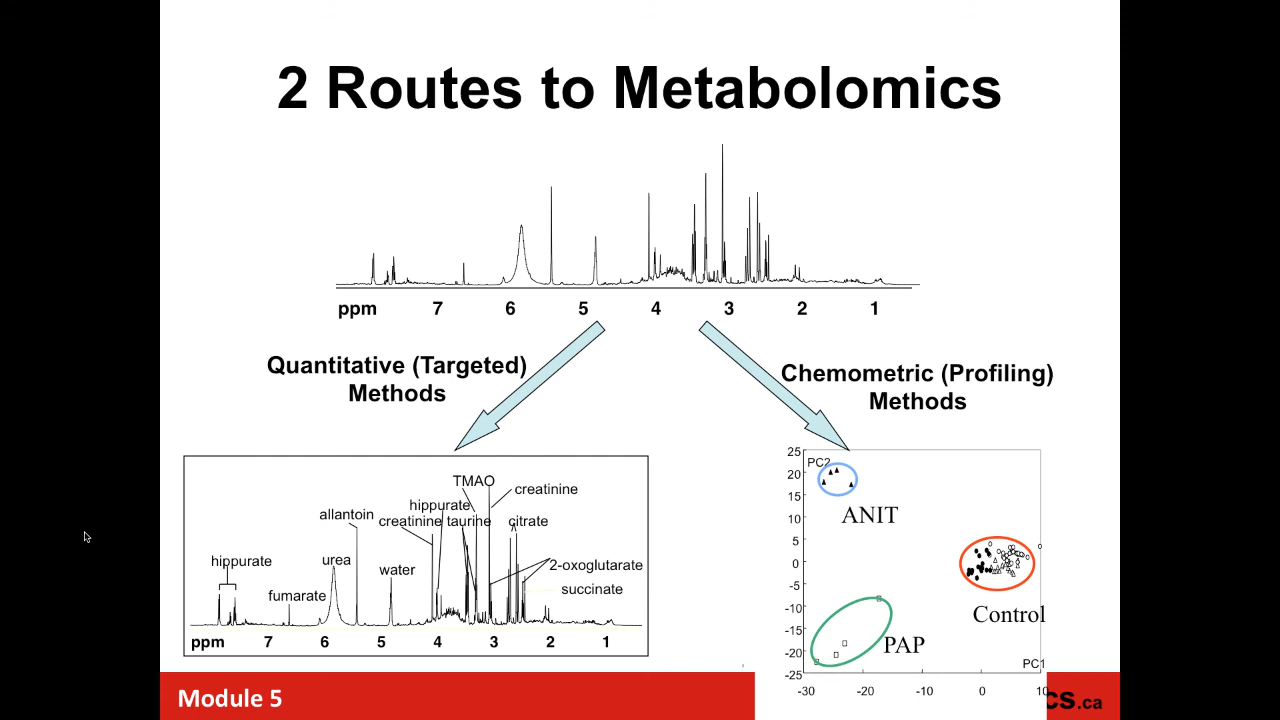 2 Routes to Metabolomics
ppm 7 6 5 4 3 2 1
Quantitative (Targeted)
Methods
Chemometric (Profiling)
Methods
TMAO
creatinine
hippurate
allantoin
creatinine taurine citrate
hippurate
urea
water
2-oxoglutarate
fumarate
succinate
ppm 7 6 5 4 3 2 1
25
PC2
20
15
10
ANIT
5
0
-5
-10
Control
-15
PAP
-20
PC1
-25
-30 -20 -10 0 10
Module 5
cs.ca